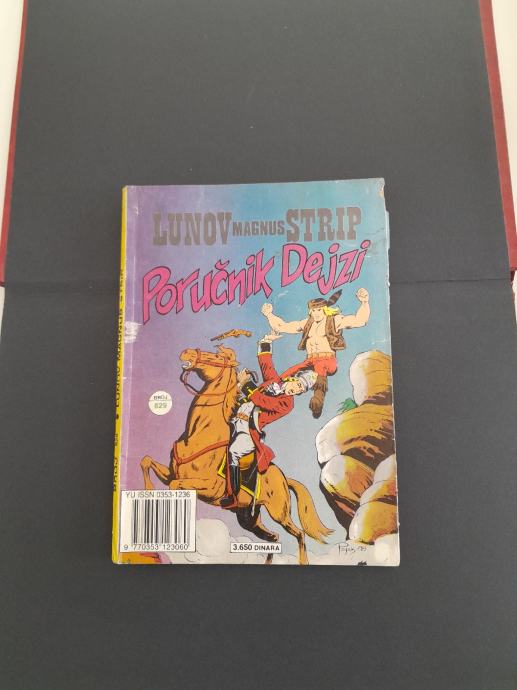 LUNOV MAGNUS STRIP
Poručnik Dejzi
BROJ
829
YU ISSN 0353-1236
9 770353 123060
3.650 DINARA